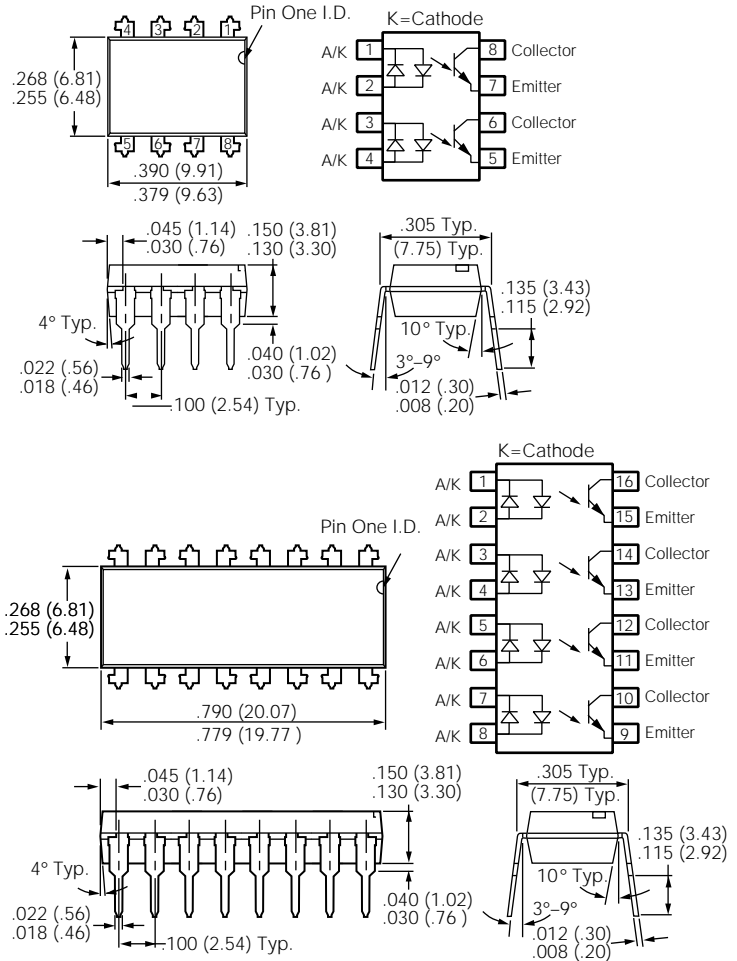 Pin One I.D.
4 3 2 1
.268 (6.81)
.255 (6.48)
5 6 7 8
.390 (9.91)
.379 (9.63)
K=Cathode
A/K 1 8 Collector
A/K 2 7 Emitter
A/K 3 6 Collector
A/K 4 5 Emitter
.045 (1.14)
.030 (.76)
.150 (3.81)
.130 (3.30)
4° Typ.
.022 (.56)
.018 (.46)
.040 (1.02)
.030 (.76 )
.100 (2.54) Typ.
.305 Typ.
(7.75) Typ.
.135 (3.43)
.115 (2.92)
10° Typ.
3°–9°
.012 (.30)
.008 (.20)
Pin One I.D.
.268 (6.81)
.255 (6.48)
.790 (20.07)
.779 (19.77 )
K=Cathode
A/K 1 16 Collector
A/K 2 15 Emitter
A/K 3 14 Collector
A/K 4 13 Emitter
A/K 5 12 Collector
A/K 6 11 Emitter
A/K 7 10 Collector
A/K 8 9 Emitter
.045 (1.14)
.030 (.76)
.150 (3.81)
.130 (3.30)
4° Typ.
.022 (.56)
.018 (.46)
.040 (1.02)
.030 (.76 )
.100 (2.54) Typ.
.305 Typ.
(7.75) Typ.
.135 (3.43)
.115 (2.92)
10° Typ.
3°–9°
.012 (.30)
.008 (.20)